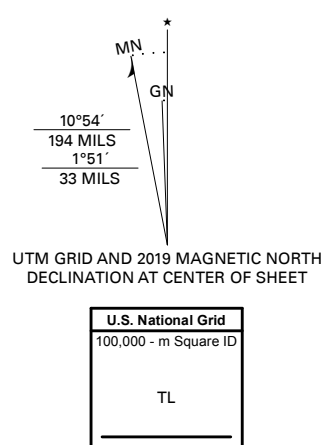 ★
MN
GN
10°54´
194 MILS
1°51´
33 MILS
UTM GRID AND 2019 MAGNETIC NORTH
DECLINATION AT CENTER OF SHEET
U.S. National Grid
100,000 - m Square ID
TL